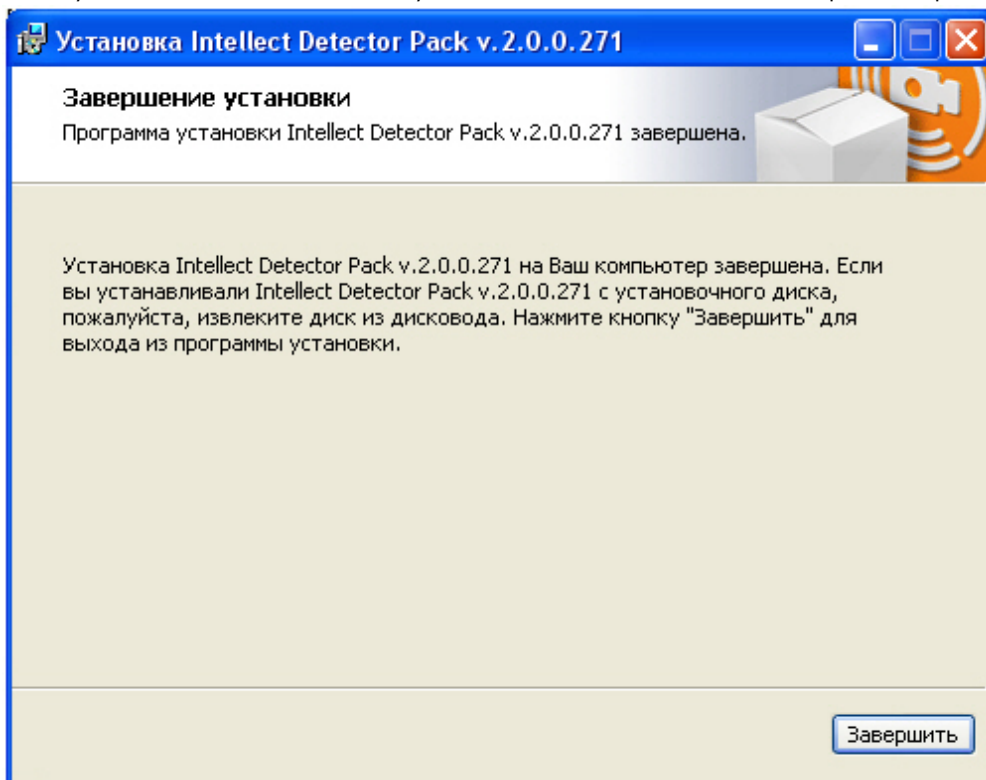 Установка Intellect Detector Pack v.2.0.0.271
Завершение установки
Программа установки Intellect Detector Pack v.2.0.0.271 завершена.
Установка Intellect Detector Pack v.2.0.0.271 на Ваш компьютер завершена. Если
вы устанавливали Intellect Detector Pack v.2.0.0.271 с установочного диска,
пожалуйста, извлеките диск из дисковода. Нажмите кнопку "Завершить" для
выхода из программы установки.
Завершить